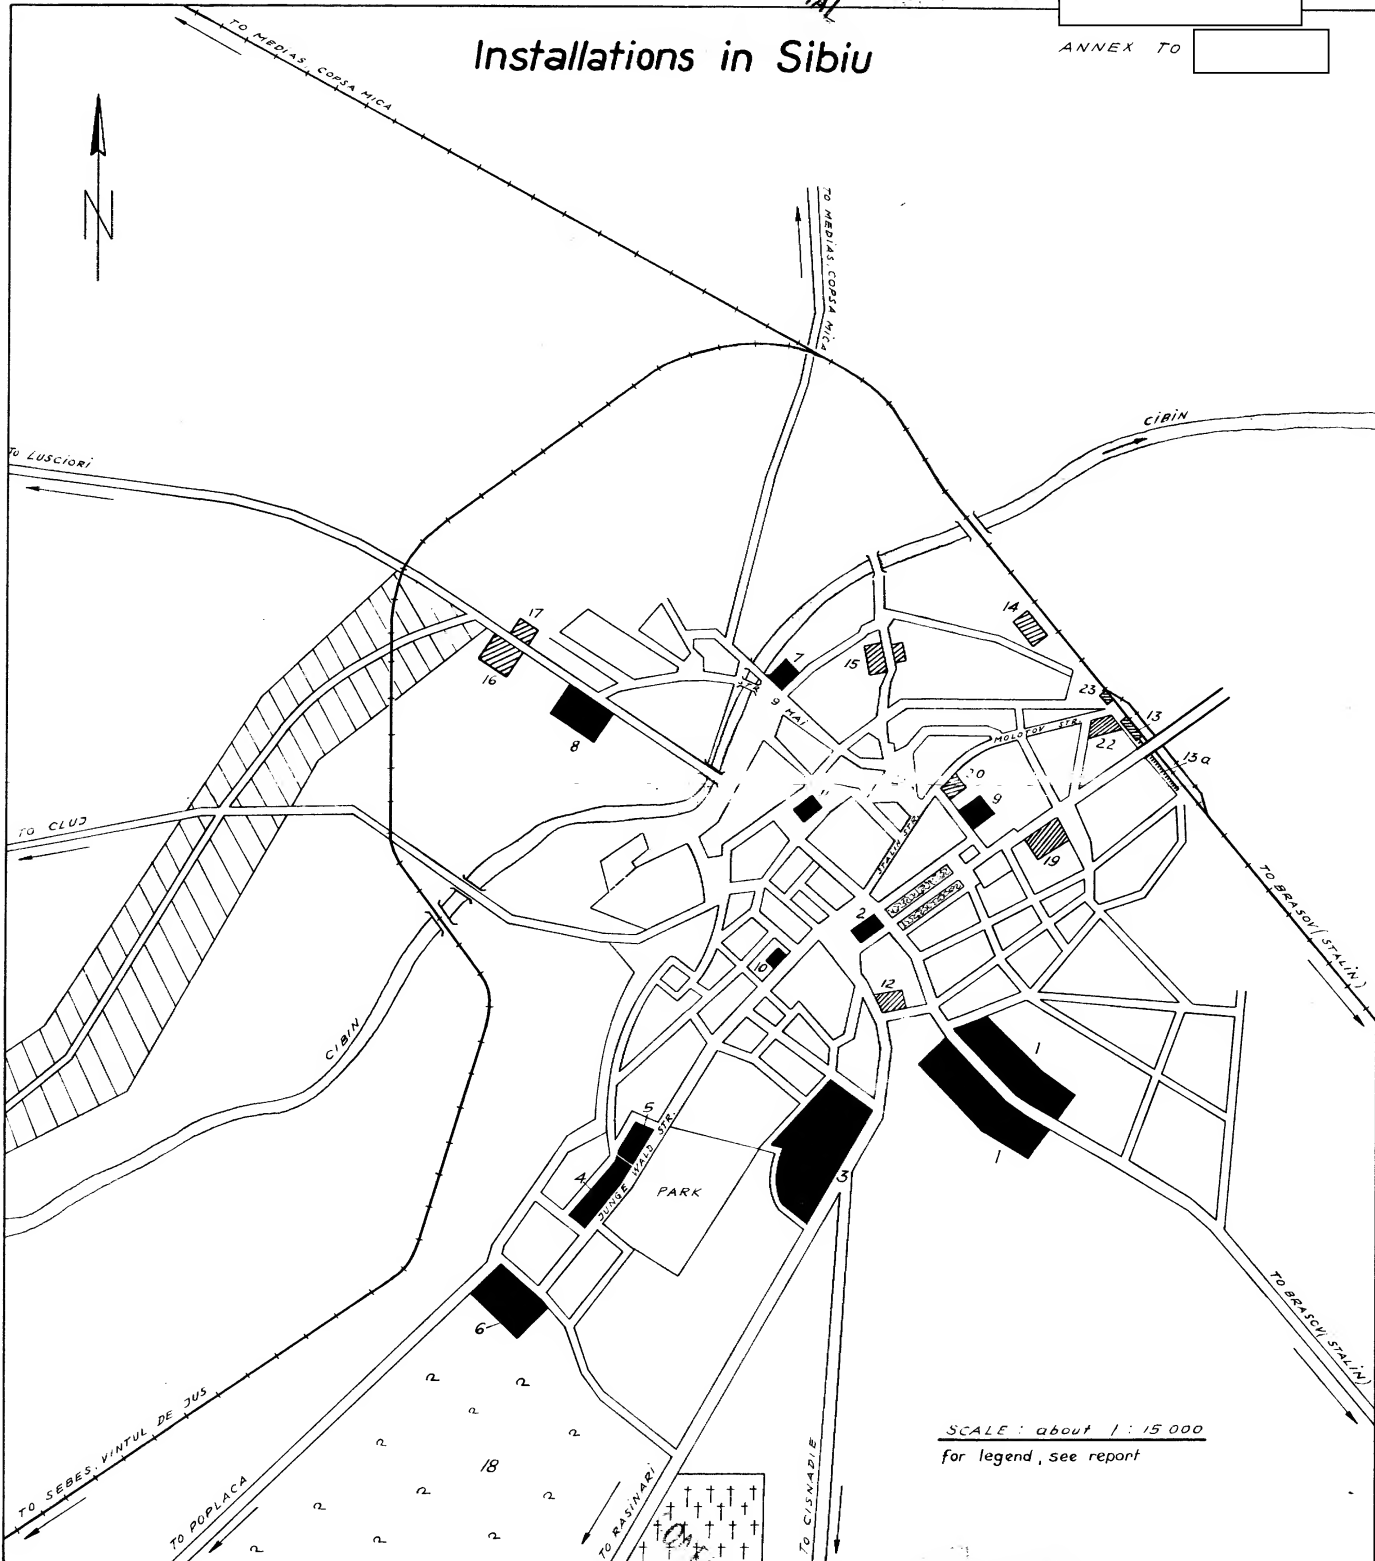 ANNEX TO
Installations in Sibiu
TO MEDIAS, COPSA MICA
N
TO MEDIAS, COPSA MICA
CIBIN
TO LUSCIORI
17
14
16
15
7
8
23
9 MAI
13
MOLOTOV STR.
22
13a
20
9
STALIN STR.
19
TO CLUJ
TO BRASOV (STALIN)
2
10
12
CIBIN
1
1
5
JUNGE WALD STR.
4
PARK
3
6
TO BRASOV, STALIN)
18
TO SEBES, VINTUL DE JUS
TO POPLACA
TO RASINARI
TO CISNADIE
SCALE : about 1 : 15 000
for legend, see report